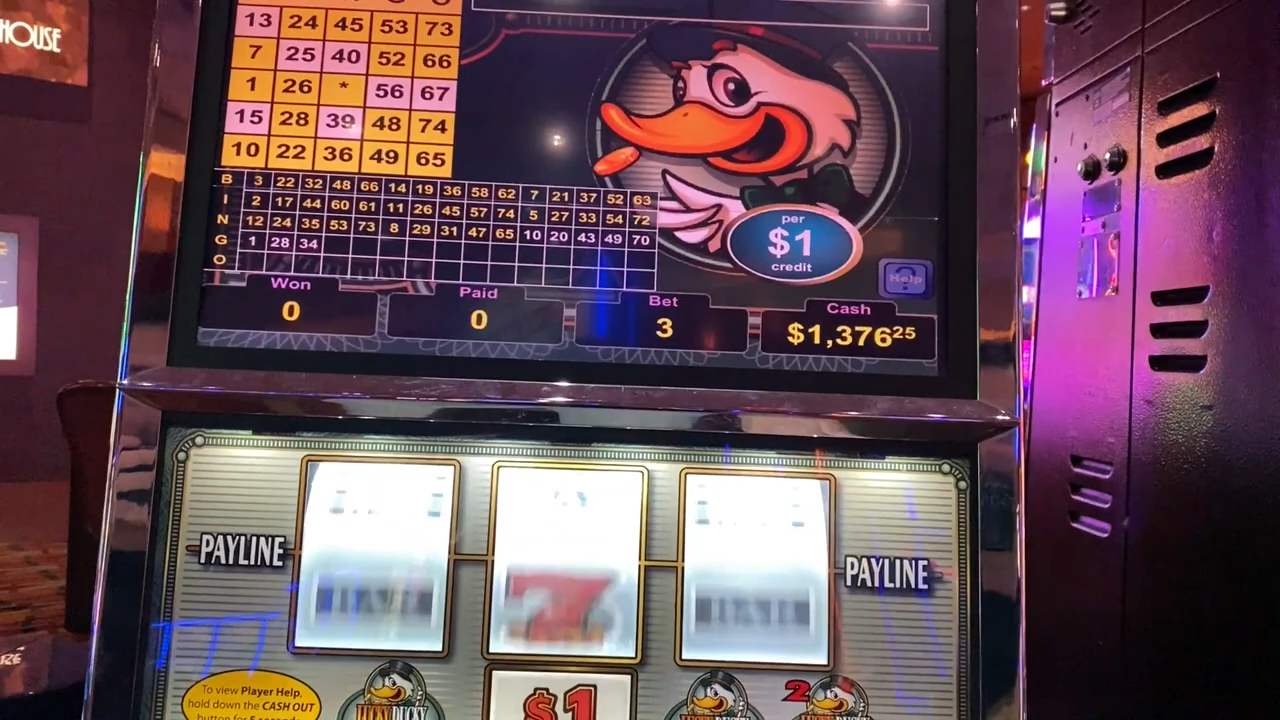 HOUSE
13 24 45 53 73
7 25 40 52 66
1 26 * 56 67
15 28 39 48 74
10 22 36 49 65
B 3 22 32 48 66 14 19 36 58 62 7 21 37 52 63
I 2 17 44 60 61 11 26 45 57 74 5 27 33 54 72
N 12 24 35 53 73 8 29 31 47 65 10 20 43 49 70
G 1 28 34
O
per
$1
credit
Help
?
Won
Paid
Bet
Cash
0
0
3
$1,376 25
PAYLINE
PAYLINE
7
To view Player Help,
hold down the CASH OUT
$1
2
LUCKY DUCKY